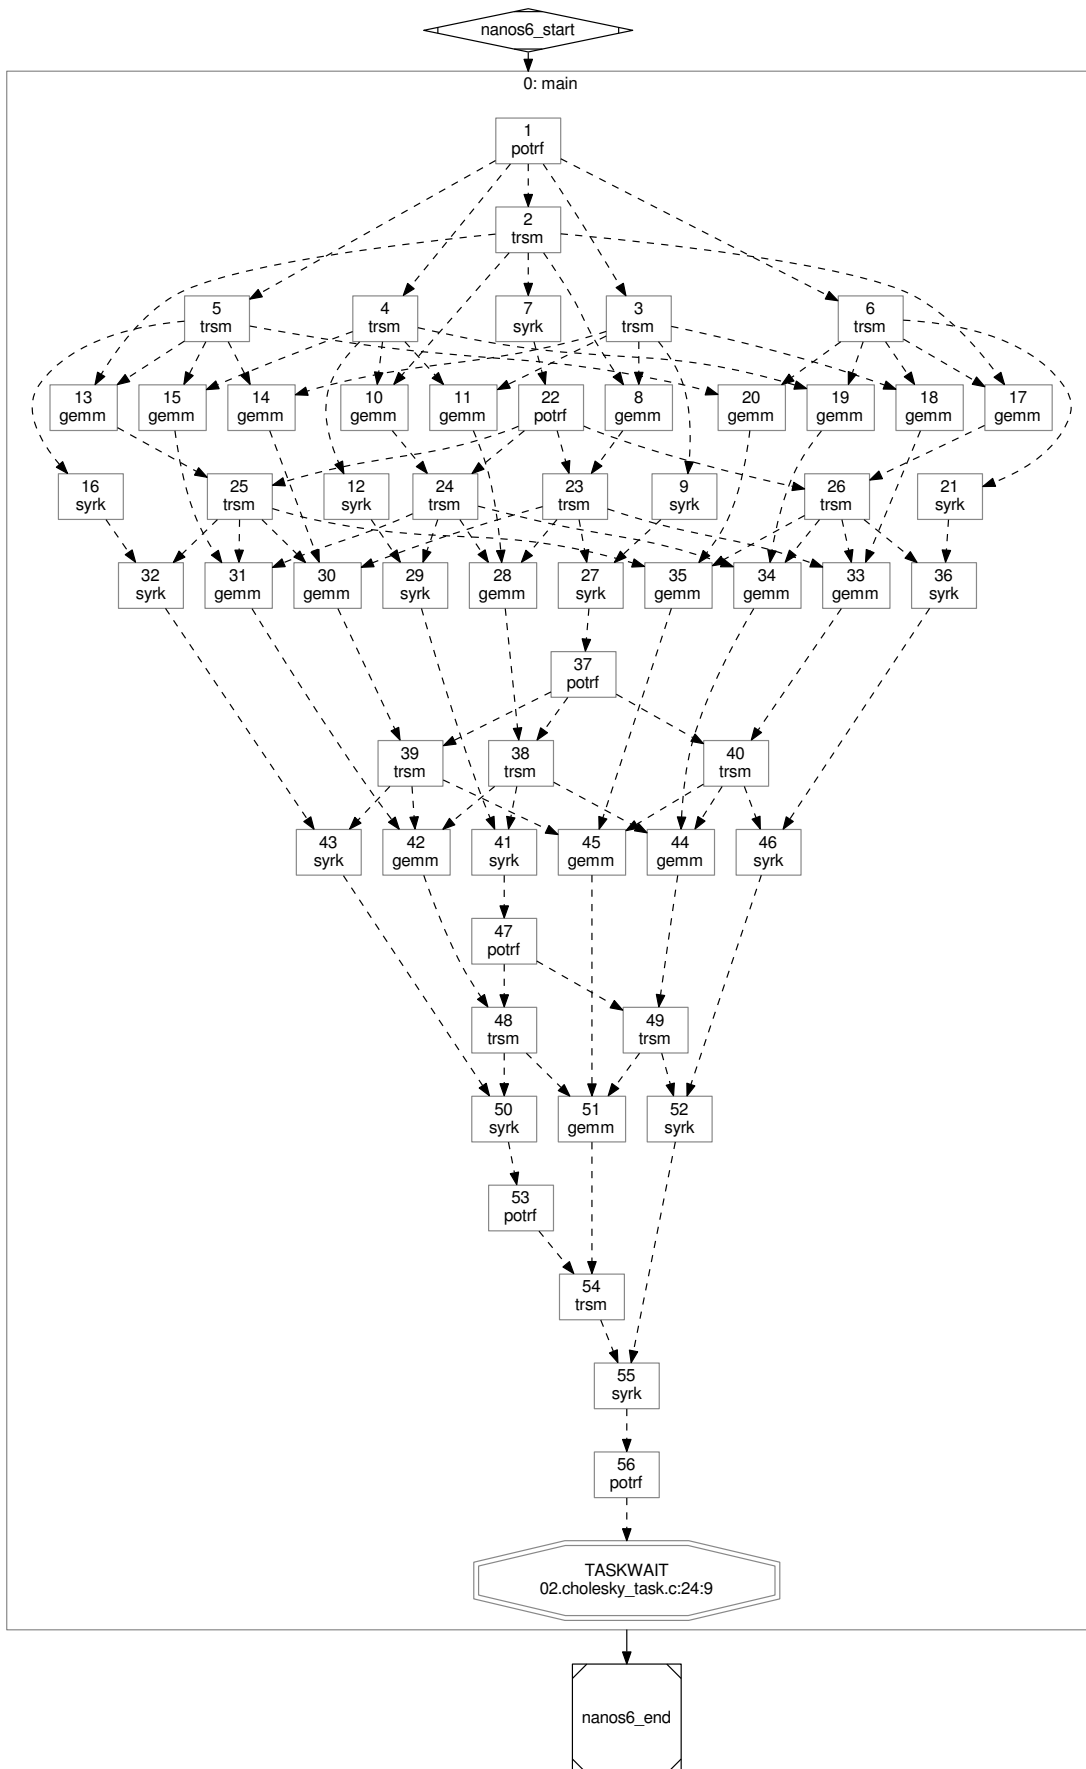 nanos6_start
0: main
1
potrf
2
trsm
5
trsm
4
trsm
7
syrk
3
trsm
6
trsm
13
gemm
15
gemm
14
gemm
10
gemm
11
gemm
22
potrf
8
gemm
20
gemm
19
gemm
18
gemm
17
gemm
16
syrk
25
trsm
12
syrk
24
trsm
23
trsm
9
syrk
26
trsm
21
syrk
32
syrk
31
gemm
30
gemm
29
syrk
28
gemm
27
syrk
35
gemm
34
gemm
33
gemm
36
syrk
37
potrf
39
trsm
38
trsm
40
trsm
43
syrk
42
gemm
41
syrk
45
gemm
44
gemm
46
syrk
47
potrf
48
trsm
49
trsm
50
syrk
51
gemm
52
syrk
53
potrf
54
trsm
55
syrk
56
potrf
TASKWAIT
02.cholesky_task.c:24:9
nanos6_end